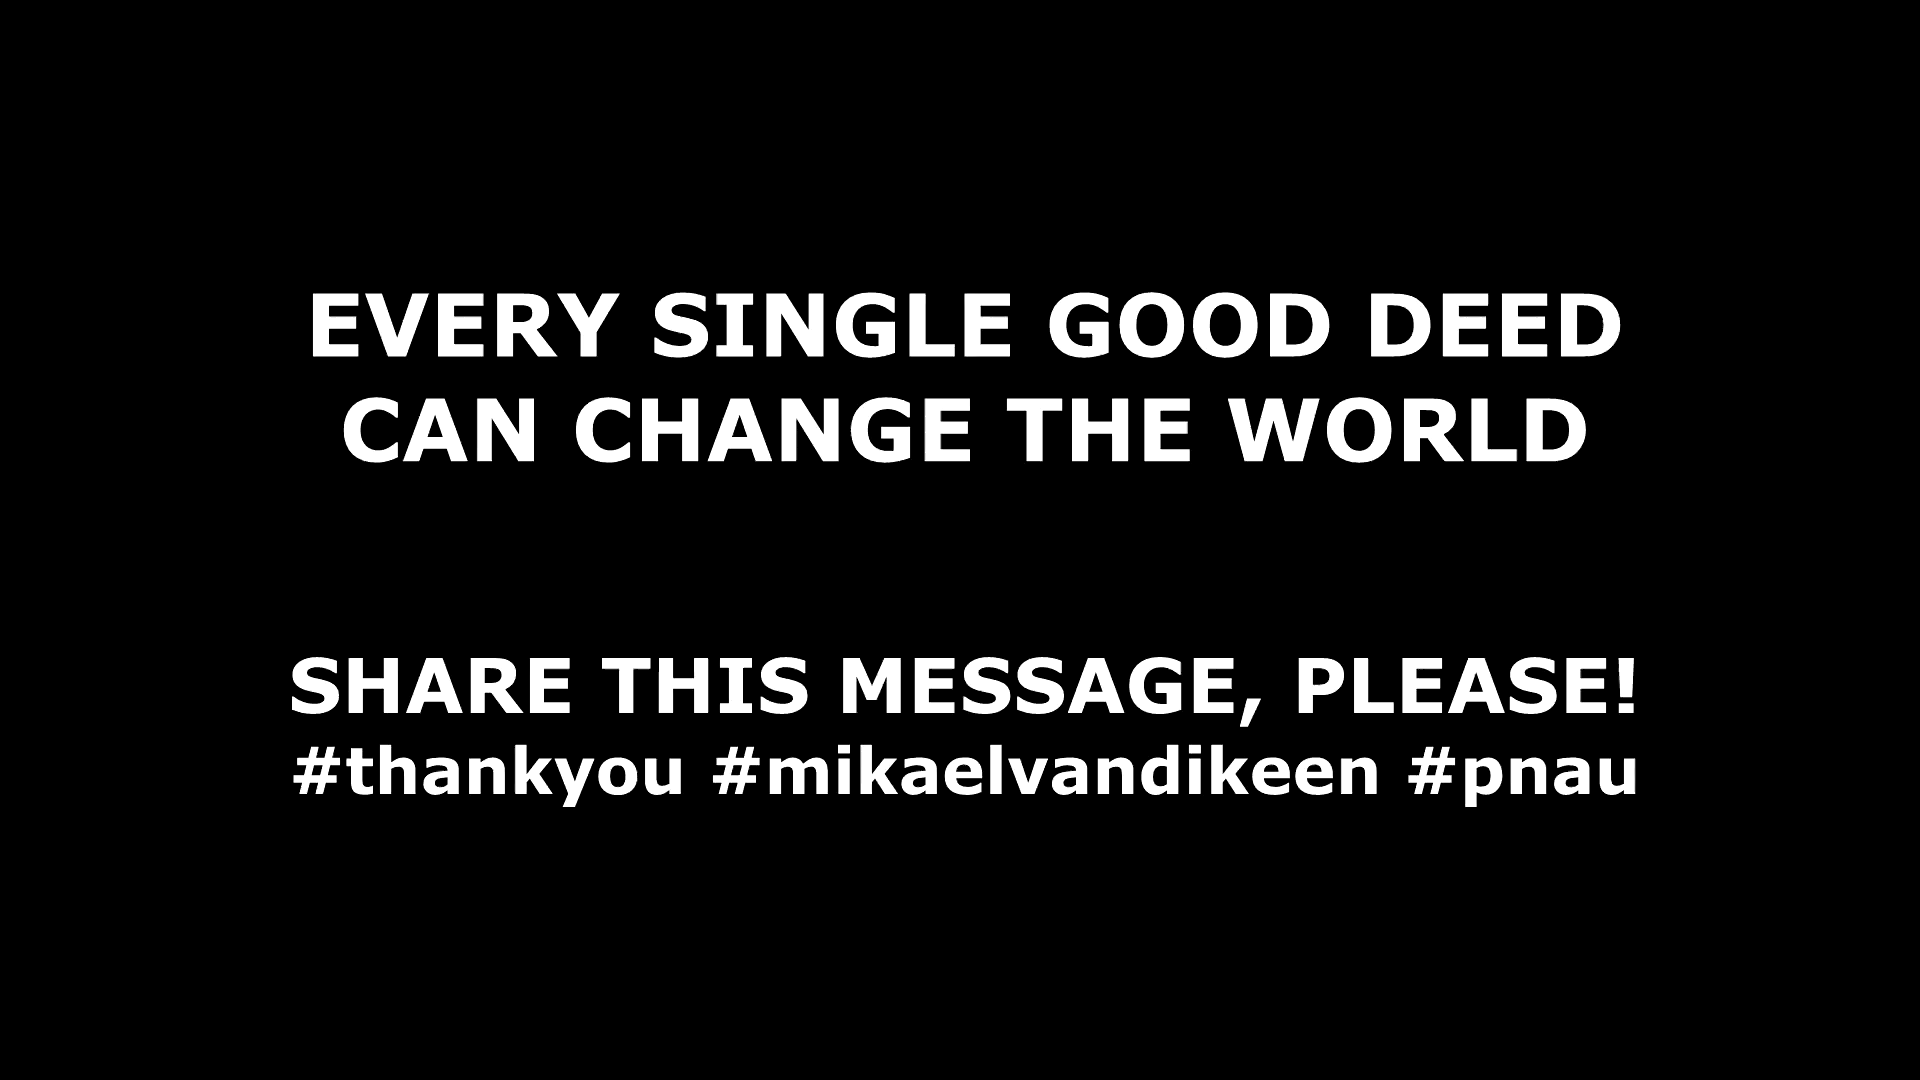 EVERY SINGLE GOOD DEED
CAN CHANGE THE WORLD
SHARE THIS MESSAGE, PLEASE!
#thankyou #mikaelvandikeen #pnau